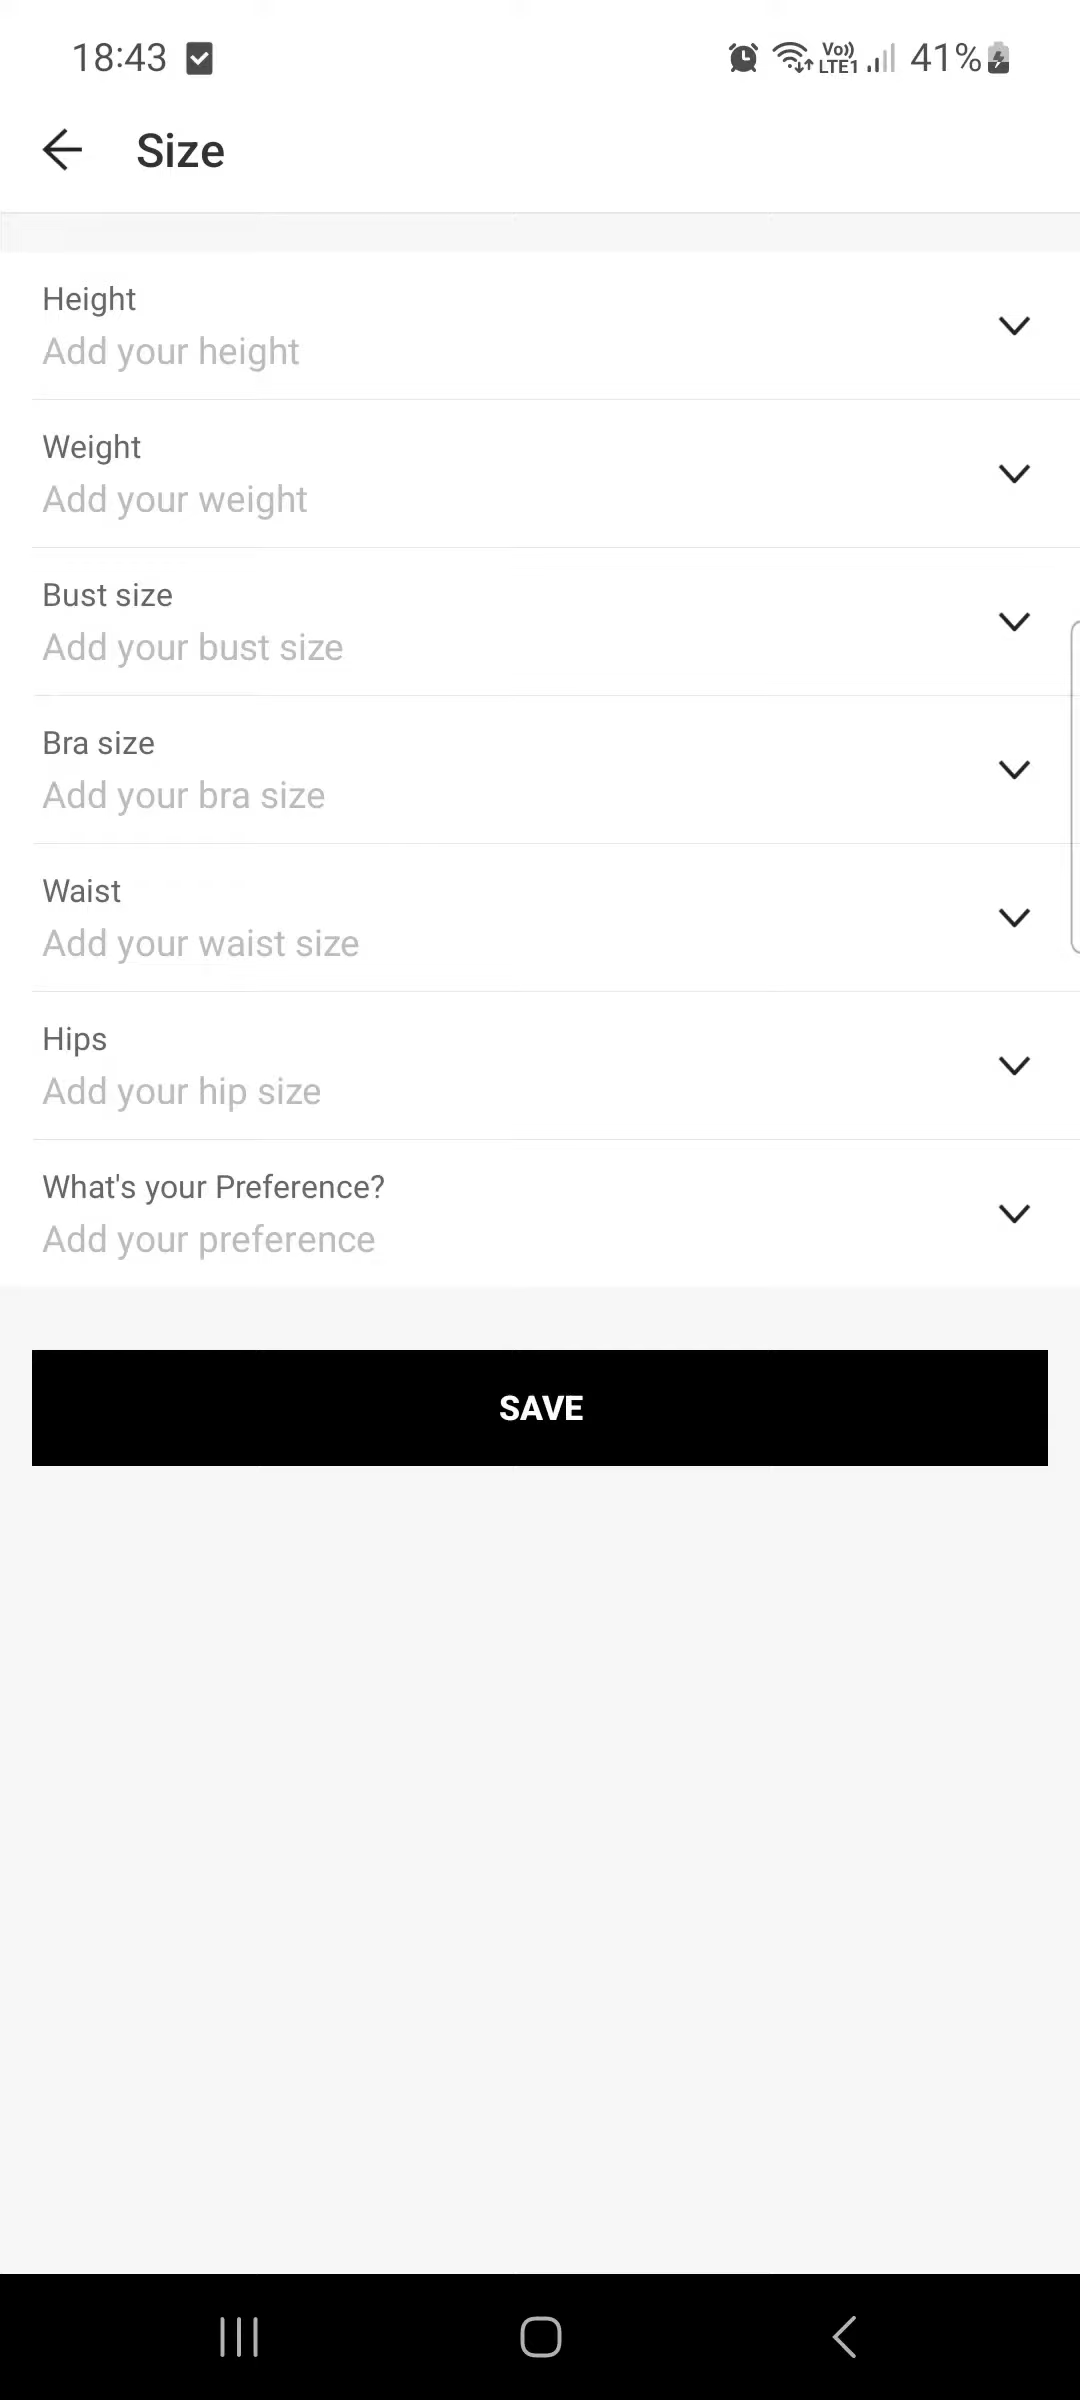 18:43
Vo)) LTE1 41%
Size
Height
Add your height
Weight
Add your weight
Bust size
Add your bust size
Bra size
Add your bra size
Waist
Add your waist size
Hips
Add your hip size
What's your Preference?
Add your preference
SAVE